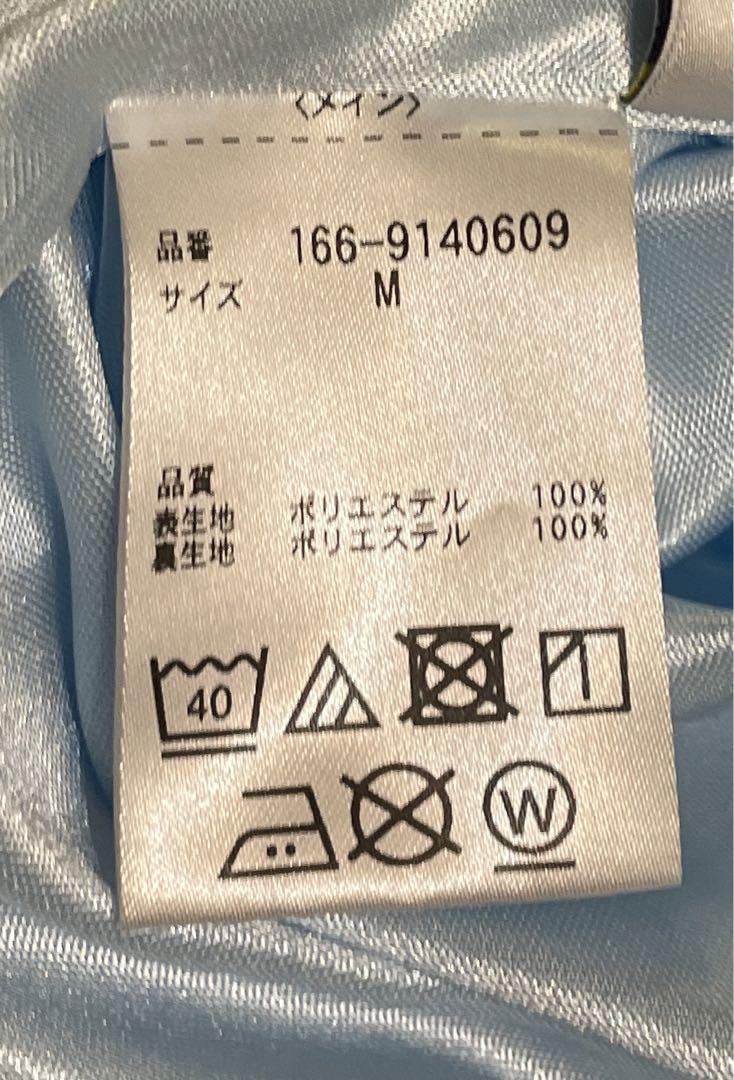 〈メイン〉
品番 166-9140609
サイズ M
品質
表生地 ポリエステル 100%
裏生地 ポリエステル 100%
40
W